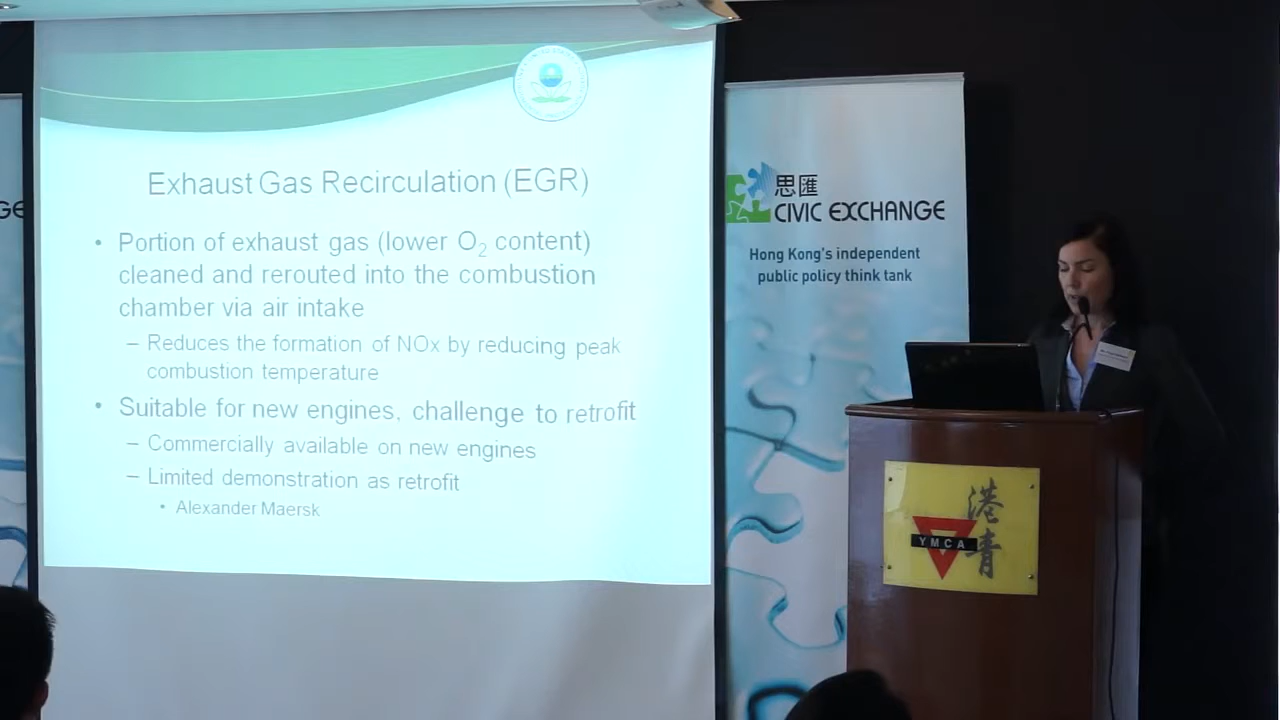 Exhaust Gas Recirculation (EGR)
• Portion of exhaust gas (lower O2 content)
cleaned and rerouted into the combustion
chamber via air intake
– Reduces the formation of NOx by reducing peak
combustion temperature
• Suitable for new engines, challenge to retrofit
– Commercially available on new engines
– Limited demonstration as retrofit
• Alexander Maersk
GE
思匯
CIVIC EXCHANGE
Hong Kong's independent
public policy think tank
港青
YMCA